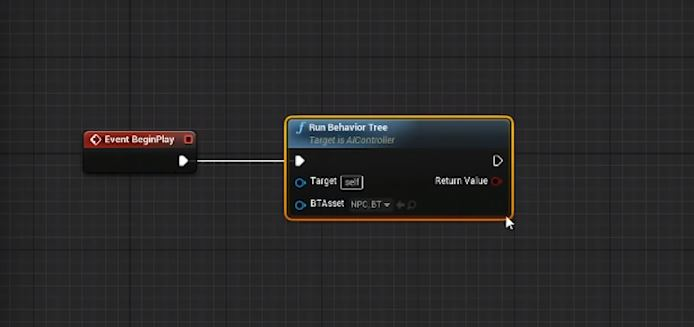 Event BeginPlay
Run Behavior Tree
Target is AIController
Target self
Return Value
BTAsset NPC_BT